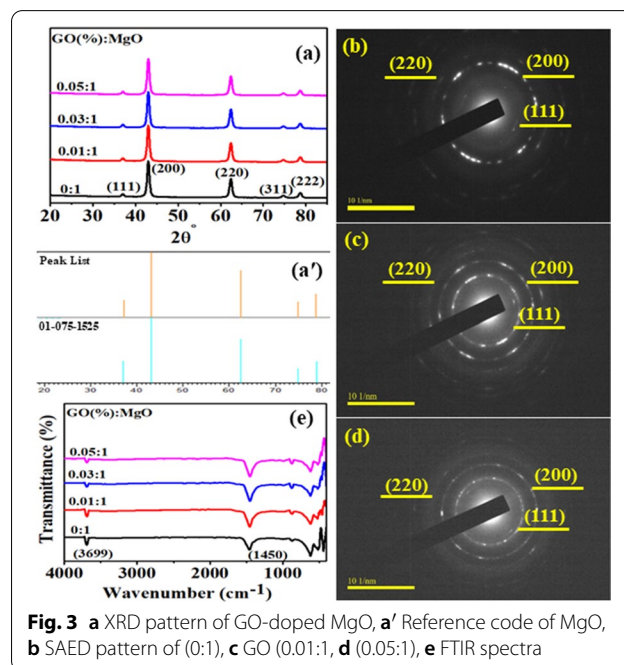 GO(%):MgO
(a)
0.05:1
0.03:1
0.01:1
0:1
(111)
(200)
(220)
(311)
(222)
20 30 40 50 60 70 80
2θ°
(a′)
Peak List
01-075-1525
20 30 40 50 60 70 80
(e)
GO(%):MgO
Transmittance (%)
0.05:1
0.03:1
0.01:1
0:1
(3699)
(1450)
4000 3000 2000 1000
Wavenumber (cm⁻¹)
(b)
(220)
(200)
(111)
10 1/nm
(c)
(220)
(200)
(111)
10 1/nm
(d)
(220)
(200)
(111)
10 1/nm
Fig. 3 a XRD pattern of GO-doped MgO, a′ Reference code of MgO,
b SAED pattern of (0:1), c GO (0.01:1, d (0.05:1), e FTIR spectra